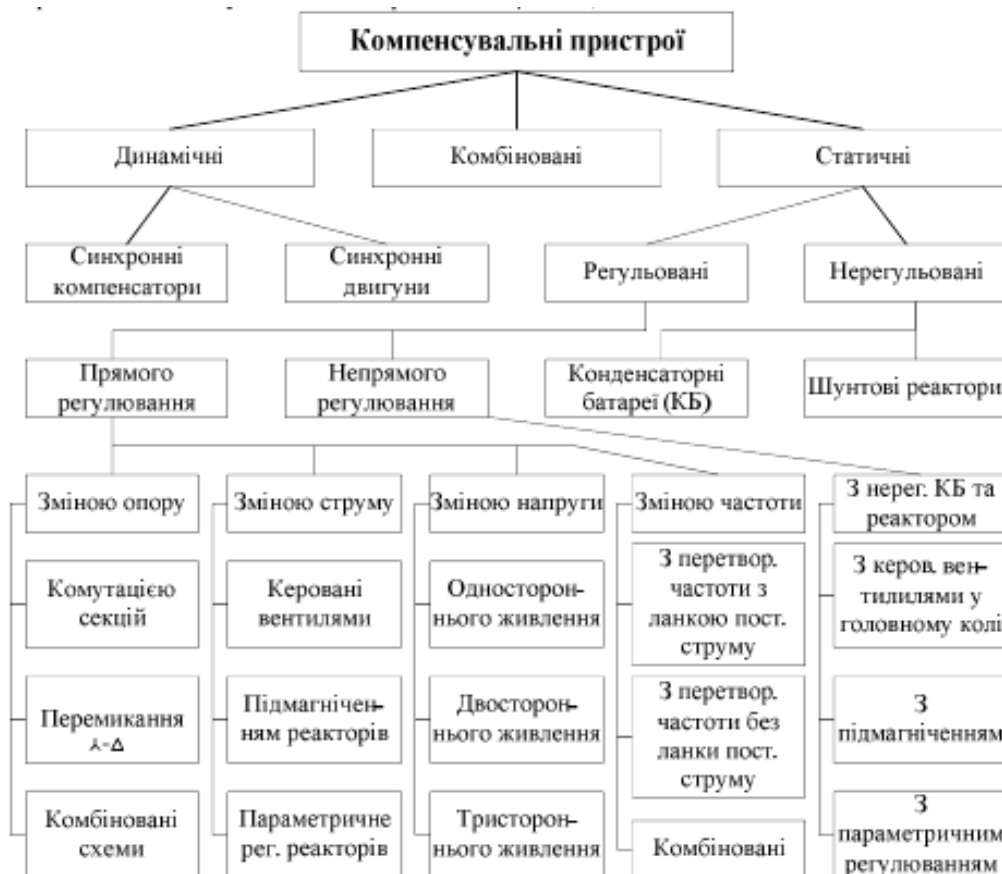 Компенсувальні пристрої
Динамічні
Комбіновані
Статичні
Синхронні
компенсатори
Синхронні
двигуни
Регульовані
Нерегульовані
Прямого
регулювання
Непрямого
регулювання
Конденсаторні
батареї (КБ)
Шунтові реактори
Зміною опору
Комутацією
секцій
Перемикання
⅄-Δ
Комбіновані
схеми
Зміною струму
Керовані
вентилями
Підмагнічен-
ням реакторів
Параметричне
рег. реакторів
Зміною напруги
Односторон-
нього живлення
Двосторон-
нього живлення
Тристорон-
нього живлення
Зміною частоти
З перетвор.
частоти з
ланкою пост.
струму
З перетвор.
частоти без
ланки пост.
струму
Комбіновані
З нерег. КБ та
реактором
З керов. вен-
тилилями у
головному колі
З
підмагніченням
З
параметричним
регулюванням